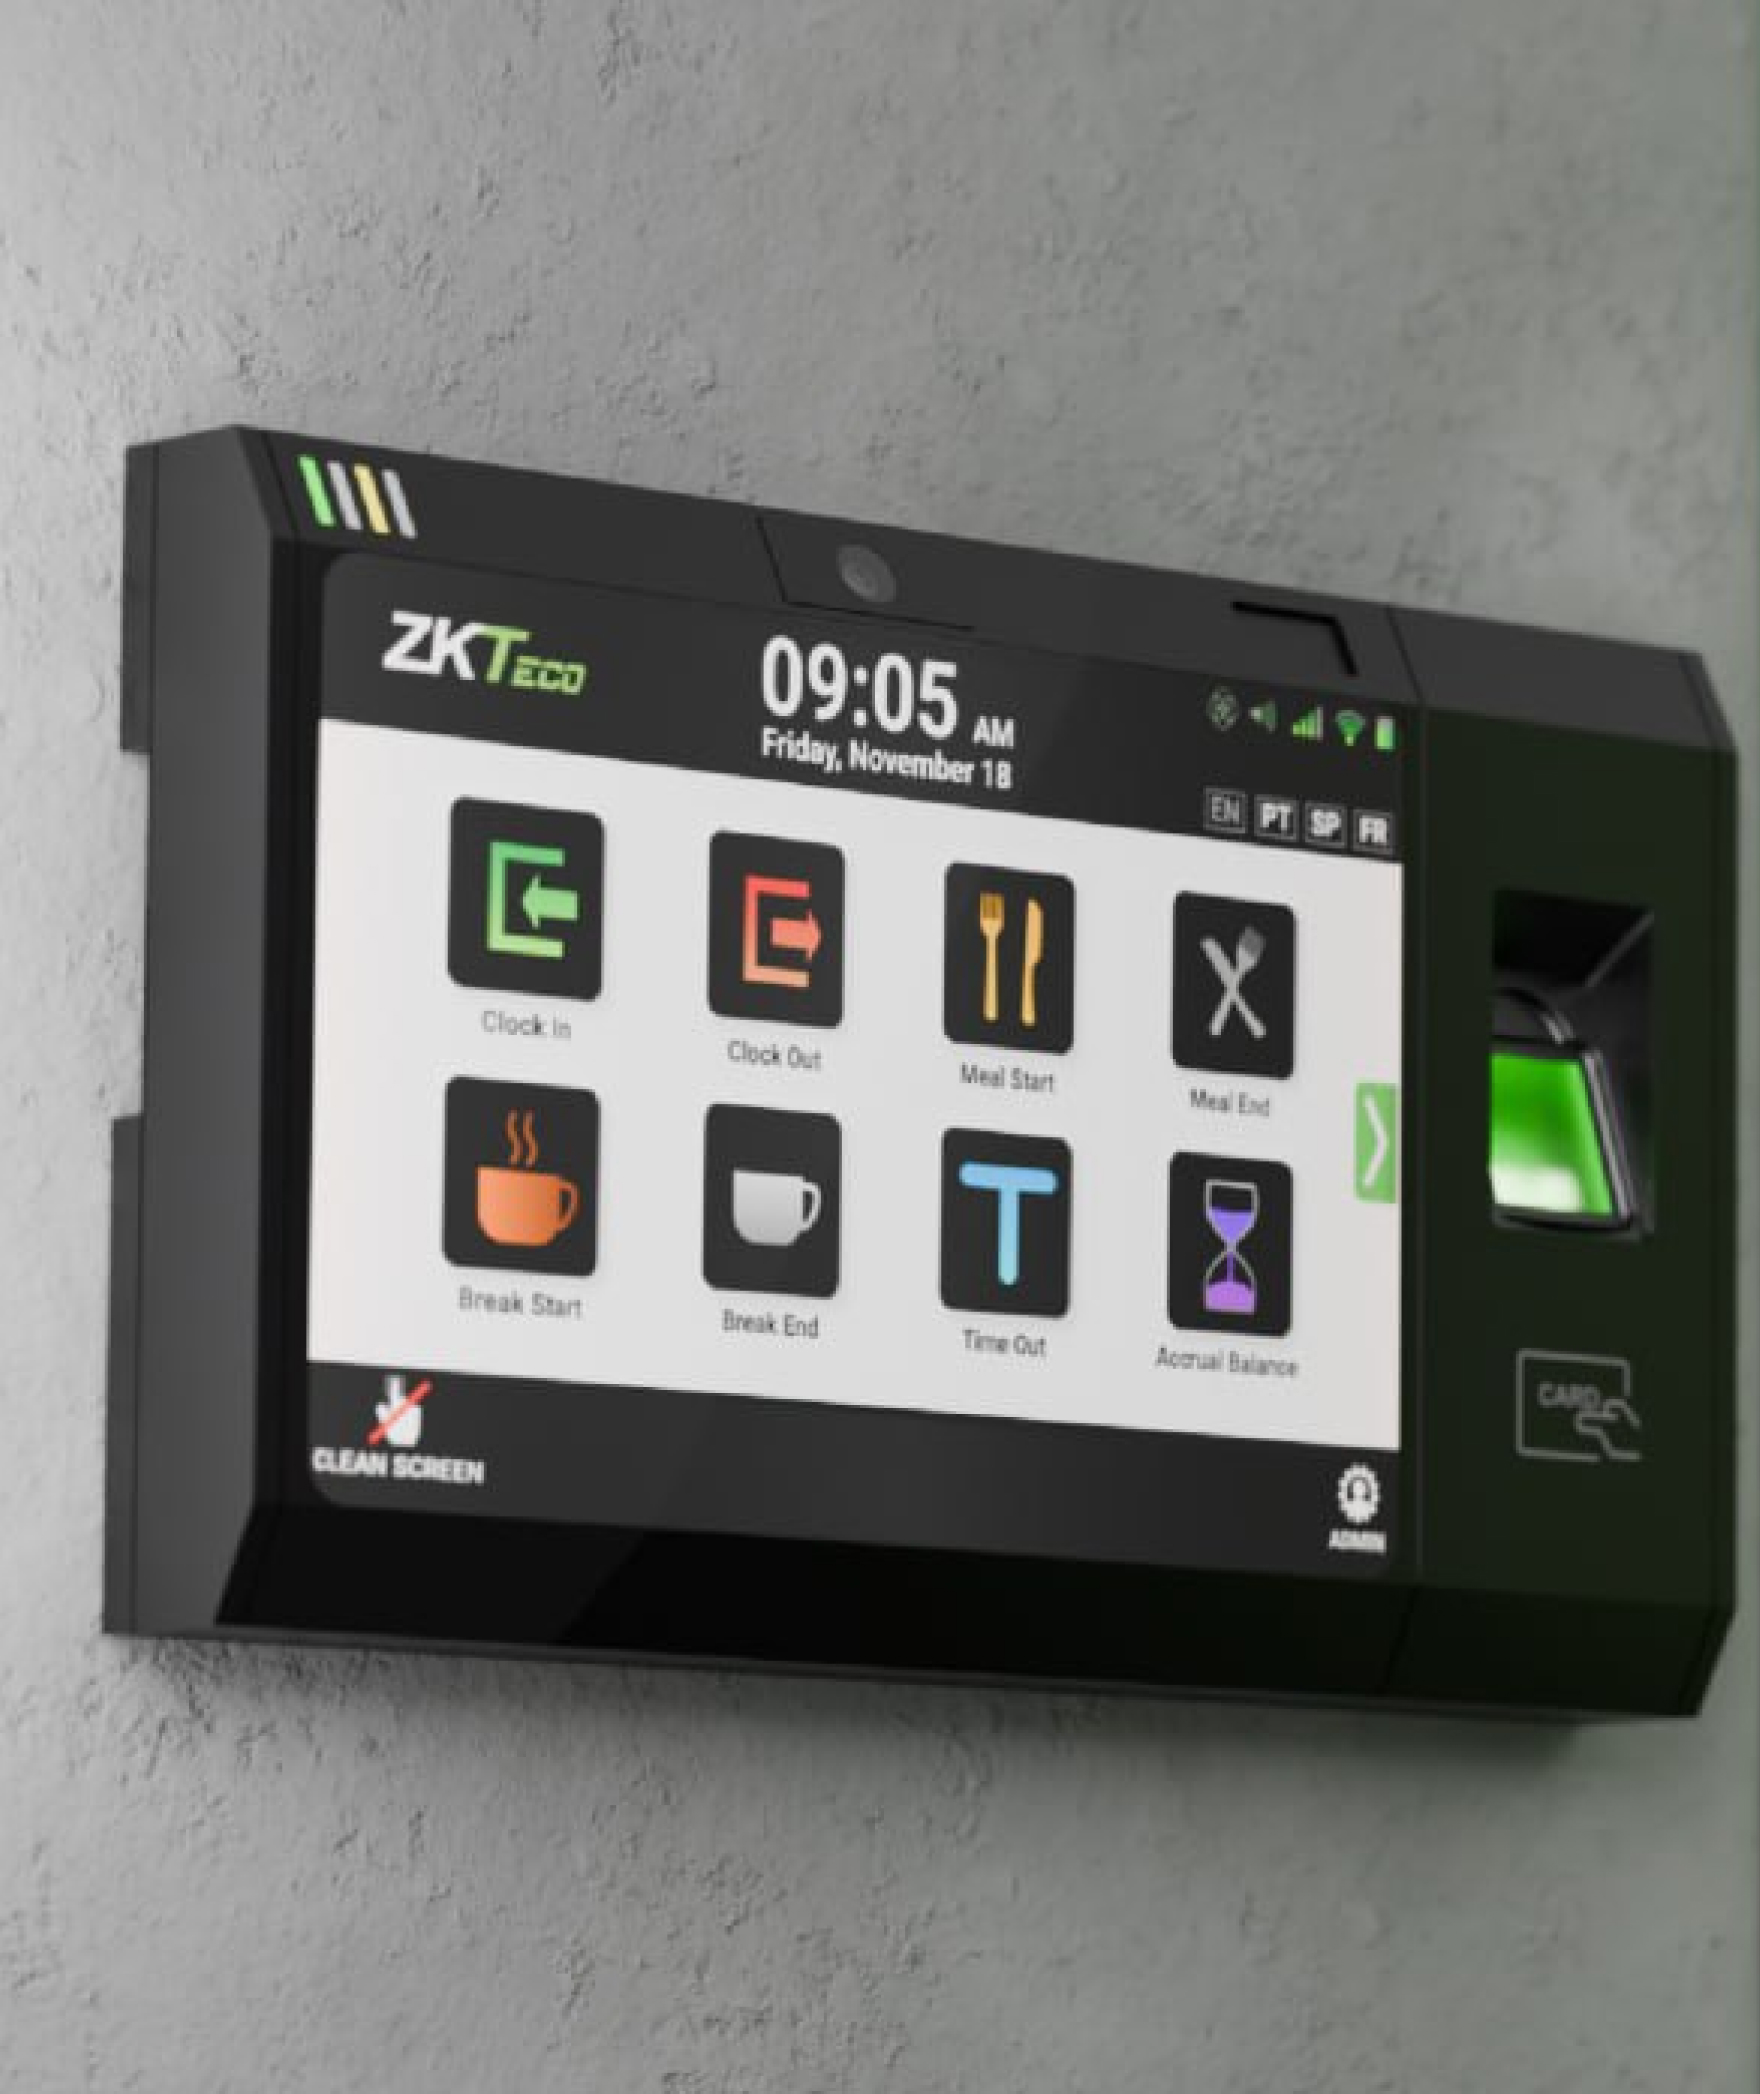 ZKTECO
09:05 AM
Friday, November 18
EN PT SP FR
Clock In
Clock Out
Meal Start
Meal End
Break Start
Break End
Time Out
Accrual Balance
CLEAN SCREEN
ADMIN
CARD